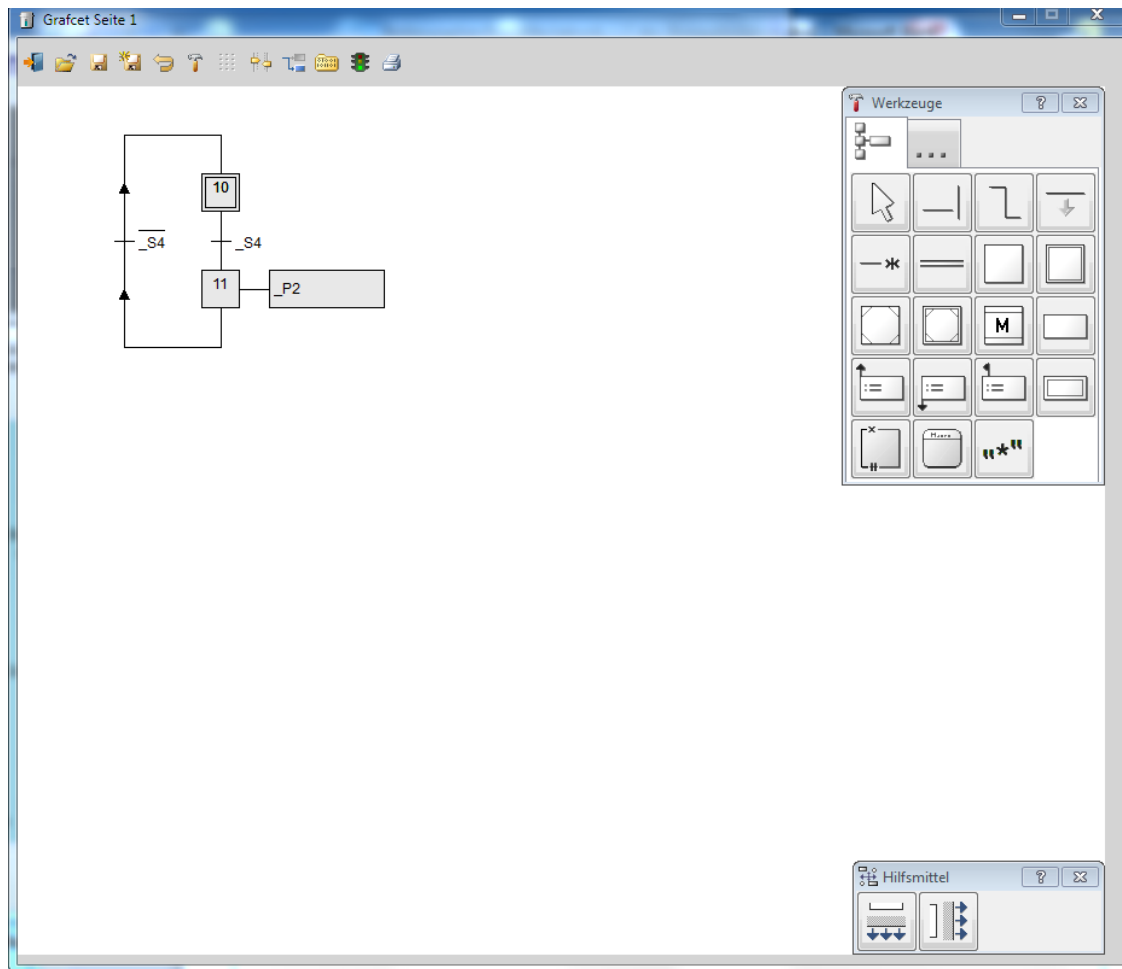 Grafcet Seite 1
Werkzeuge
10
_S4
_S4
11
_P2
M
:=
:=
:=
"*"
Hilfsmittel